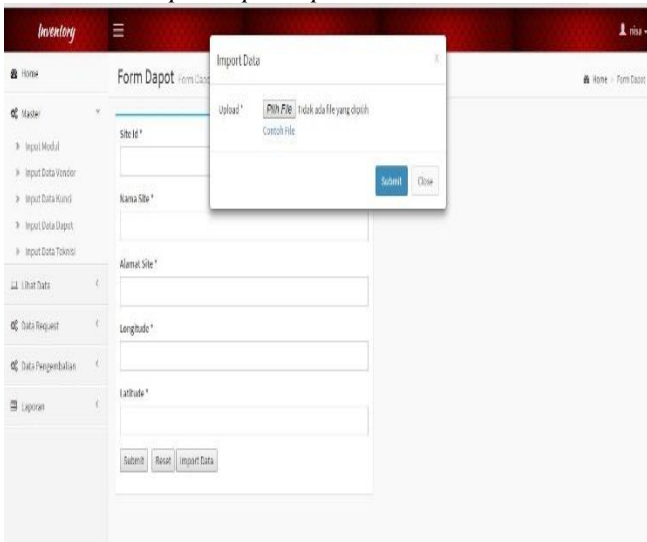 Inventory
nisa
Home
Form Dapot Form Dapot
Home > Form Dapot
Master
Input Modul
Input Data Vendor
Input Data Kunci
Input Data Dapot
Input Data Teknisi
Lihat Data
Data Request
Data Pengembalian
Laporan
Import Data
x
Upload *
Pilih File Tidak ada file yang dipilih
Contoh File
Submit Close
Site Id *
Nama Site *
Alamat Site *
Longitude *
Latitude *
Submit Reset Import Data